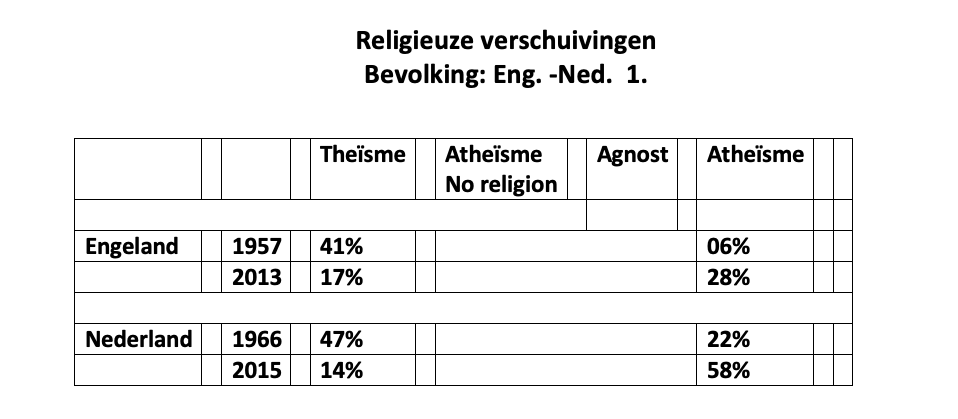 Religieuze verschuivingen
Bevolking: Eng. -Ned. 1.
Theïsme Atheïsme Agnost Atheïsme
No religion
Engeland 1957 41% 06%
2013 17% 28%
Nederland 1966 47% 22%
2015 14% 58%